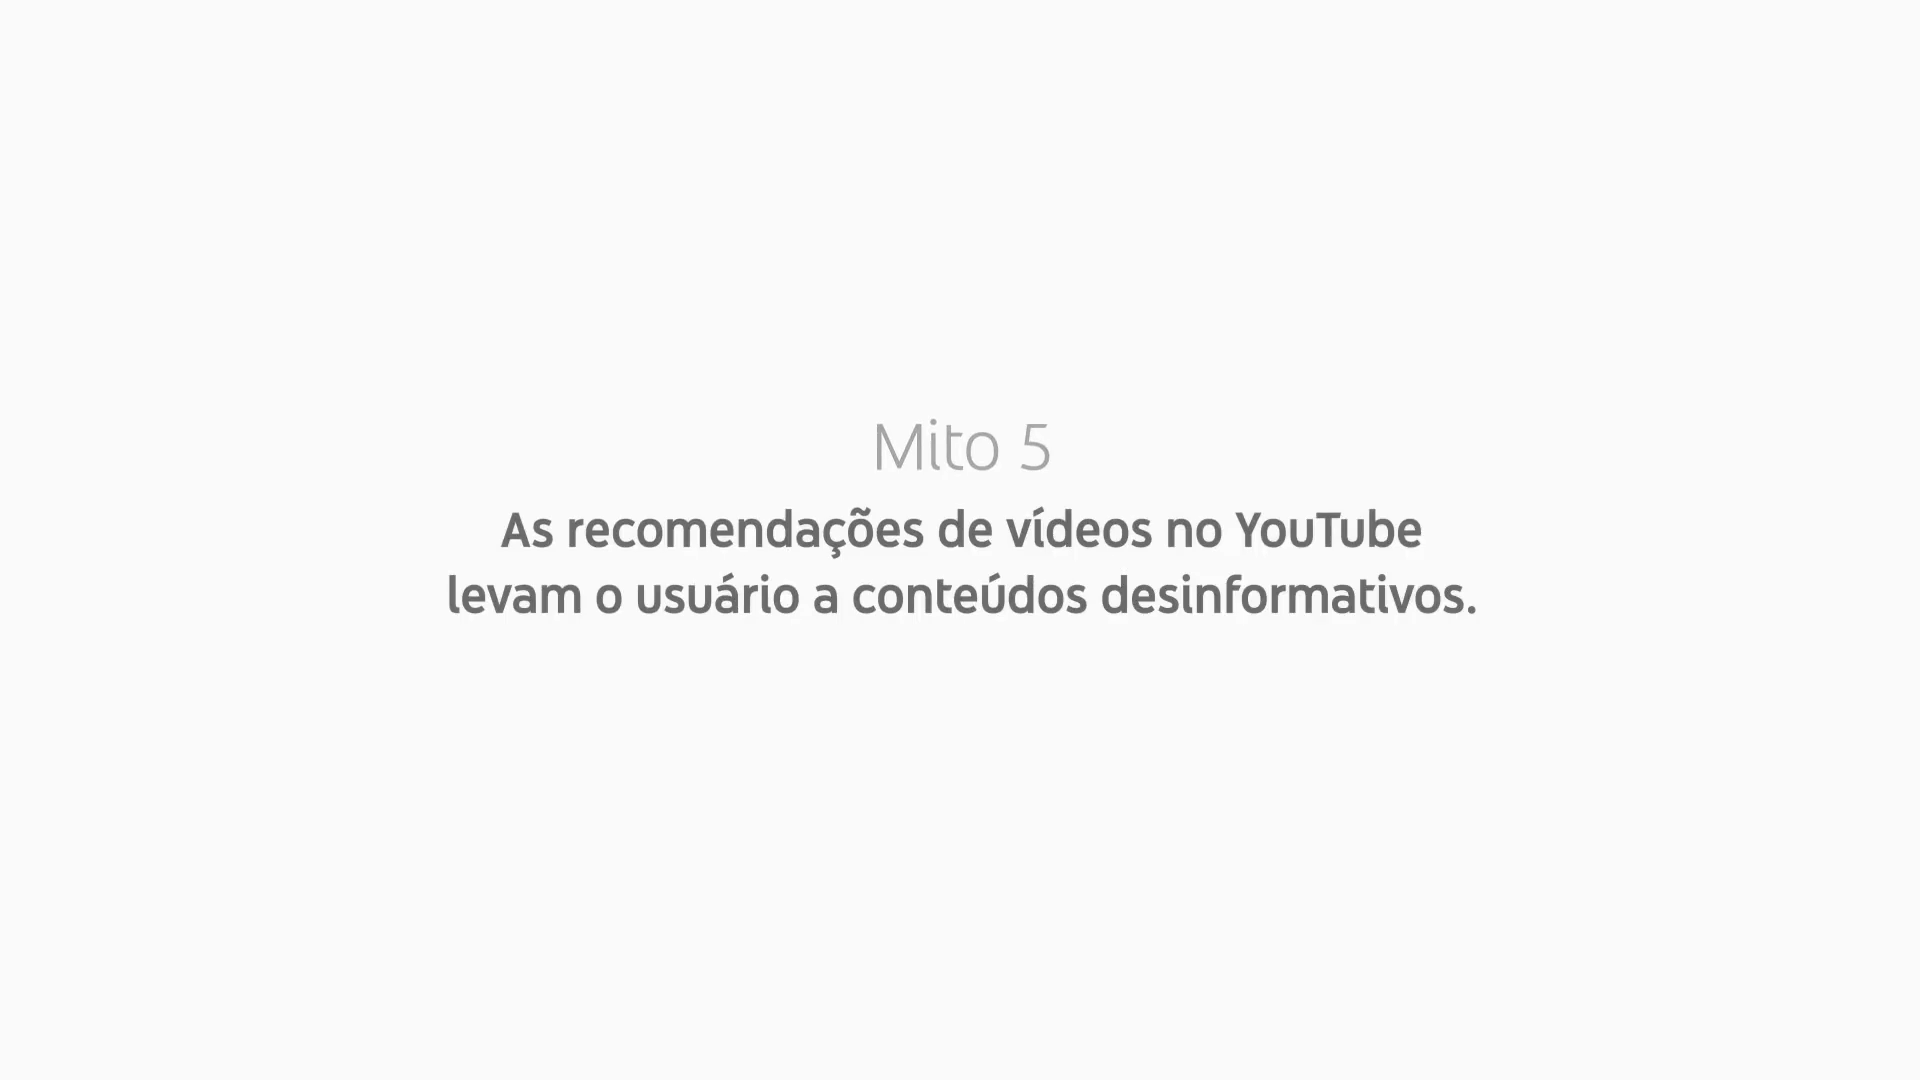 Mito 5
As recomendações de vídeos no YouTube
levam o usuário a conteúdos desinformativos.